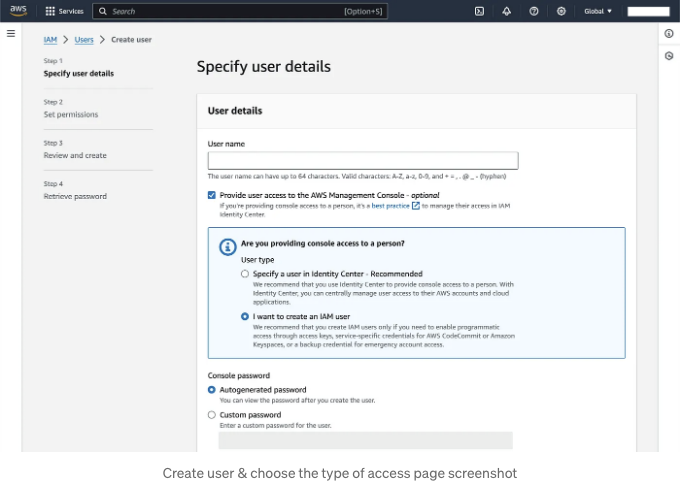 aws
Services
Search
[Option+S]
Global
IAM > Users > Create user
Step 1
Specify user details
Step 2
Set permissions
Step 3
Review and create
Step 4
Retrieve password
Specify user details
User details
User name
The user name can have up to 64 characters. Valid characters: A-Z, a-z, 0-9, and + = , . @ _ - (hyphen)
Provide user access to the AWS Management Console - optional
If you're providing console access to a person, it's a best practice to manage their access in IAM
Identity Center.
Are you providing console access to a person?
User type
Specify a user in Identity Center - Recommended
We recommend that you use Identity Center to provide console access to a person. With
Identity Center, you can centrally manage user access to their AWS accounts and cloud
applications.
I want to create an IAM user
We recommend that you create IAM users only if you need to enable programmatic
access through access keys, service-specific credentials for AWS CodeCommit or Amazon
Keyspaces, or a backup credential for emergency account access.
Console password
Autogenerated password
You can view the password after you create the user.
Custom password
Enter a custom password for the user.
Create user & choose the type of access page screenshot